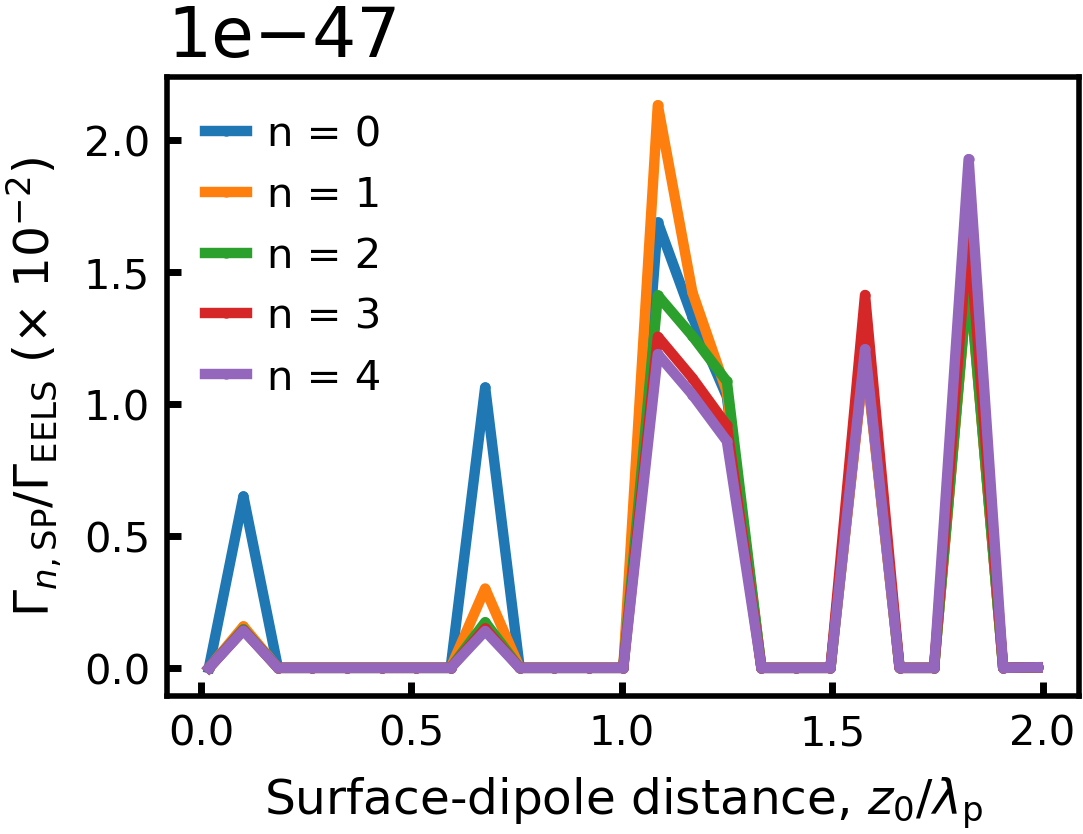 1e−47
n = 0
n = 1
n = 2
n = 3
n = 4
2.0
1.5
1.0
0.5
0.0
Γn,SP/ΓEELS (× 10−2)
0.0 0.5 1.0 1.5 2.0
Surface-dipole distance, z0/λp